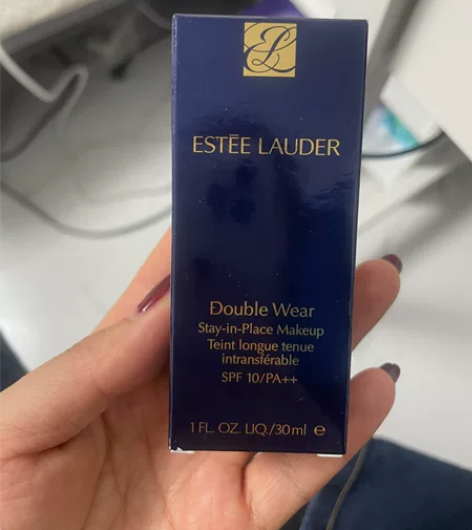 ESTĒE LAUDER
Double Wear
Stay-in-Place Makeup
Teint longue tenue
intransférable
SPF 10/PA++
1 FL. OZ. LIQ./30ml e